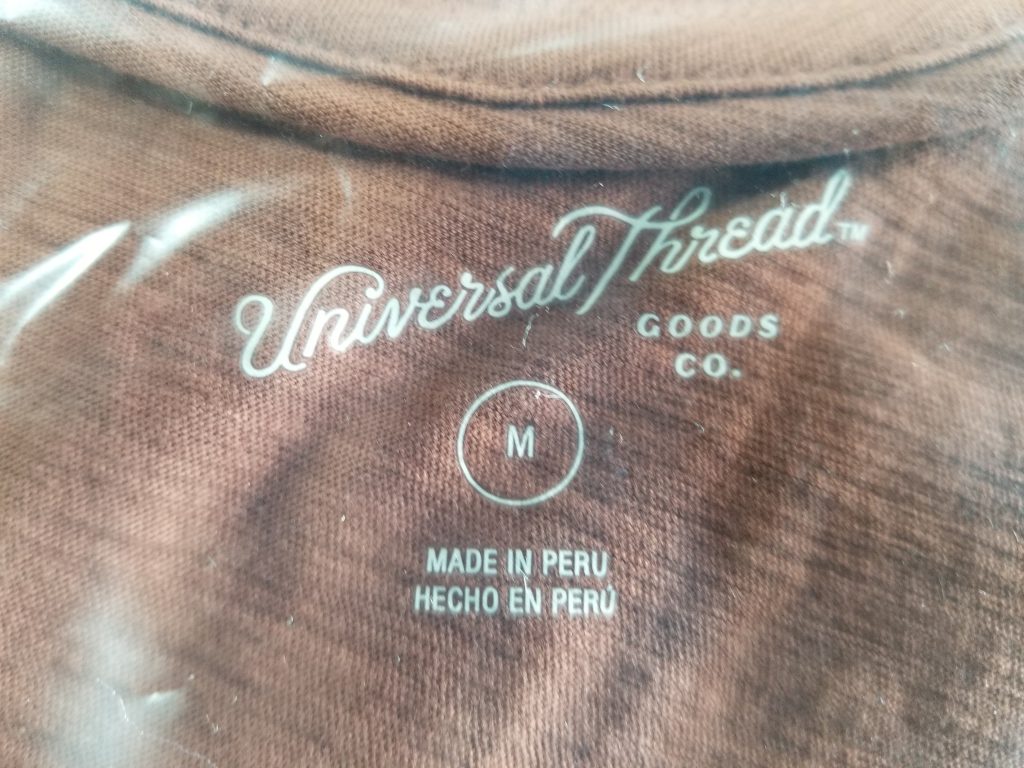 Universal Thread™
GOODS
CO.
M
MADE IN PERU
HECHO EN PERÚ